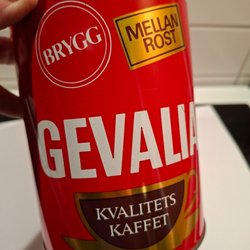 BRYGG
MELLAN
ROST
GEVALIA
KVALITETS
KAFFET